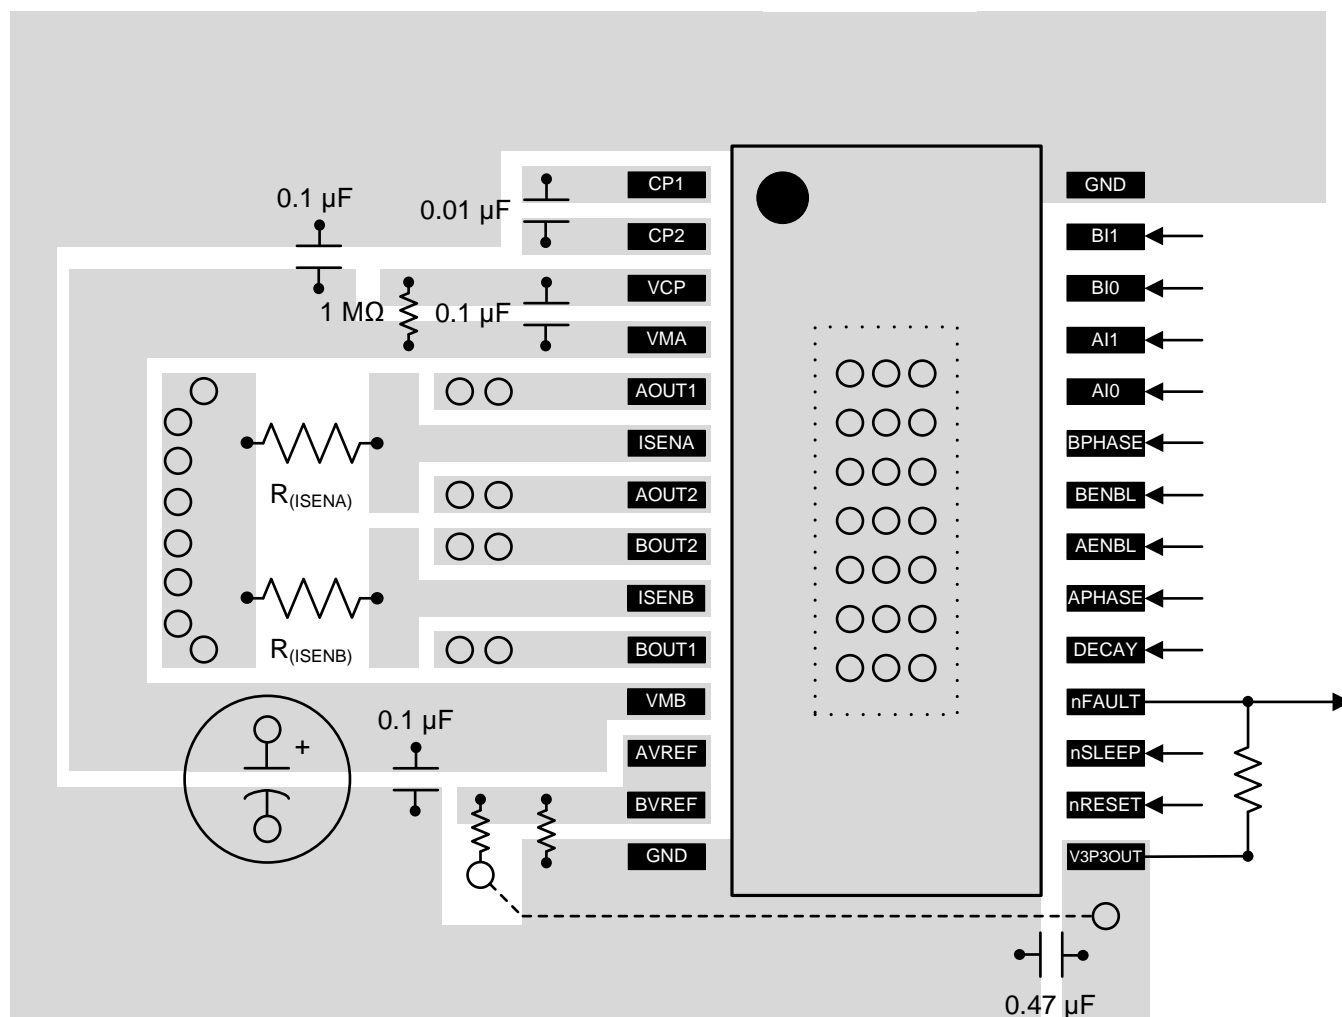 CP1
GND
0.1 µF
0.01 µF
CP2
BI1
VCP
BI0
1 MΩ
0.1 µF
VMA
AI1
AOUT1
AI0
ISENA
BPHASE
R(ISENA)
AOUT2
BENBL
BOUT2
AENBL
ISENB
APHASE
R(ISENB)
BOUT1
DECAY
VMB
nFAULT
0.1 µF
+
AVREF
nSLEEP
BVREF
nRESET
GND
V3P3OUT
0.47 µF